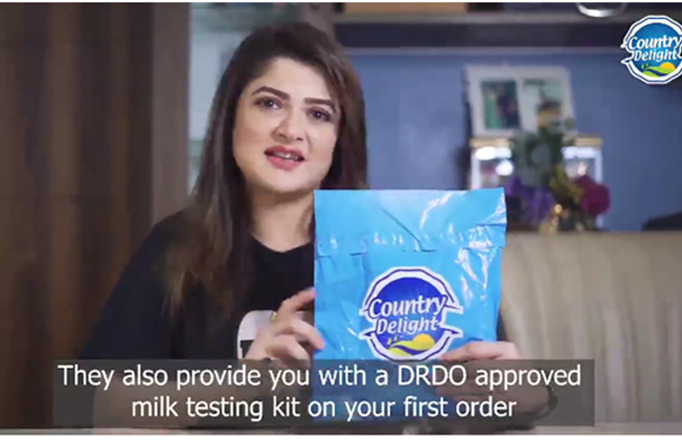 Country
Delight
Country
Delight
They also provide you with a DRDO approved
milk testing kit on your first order